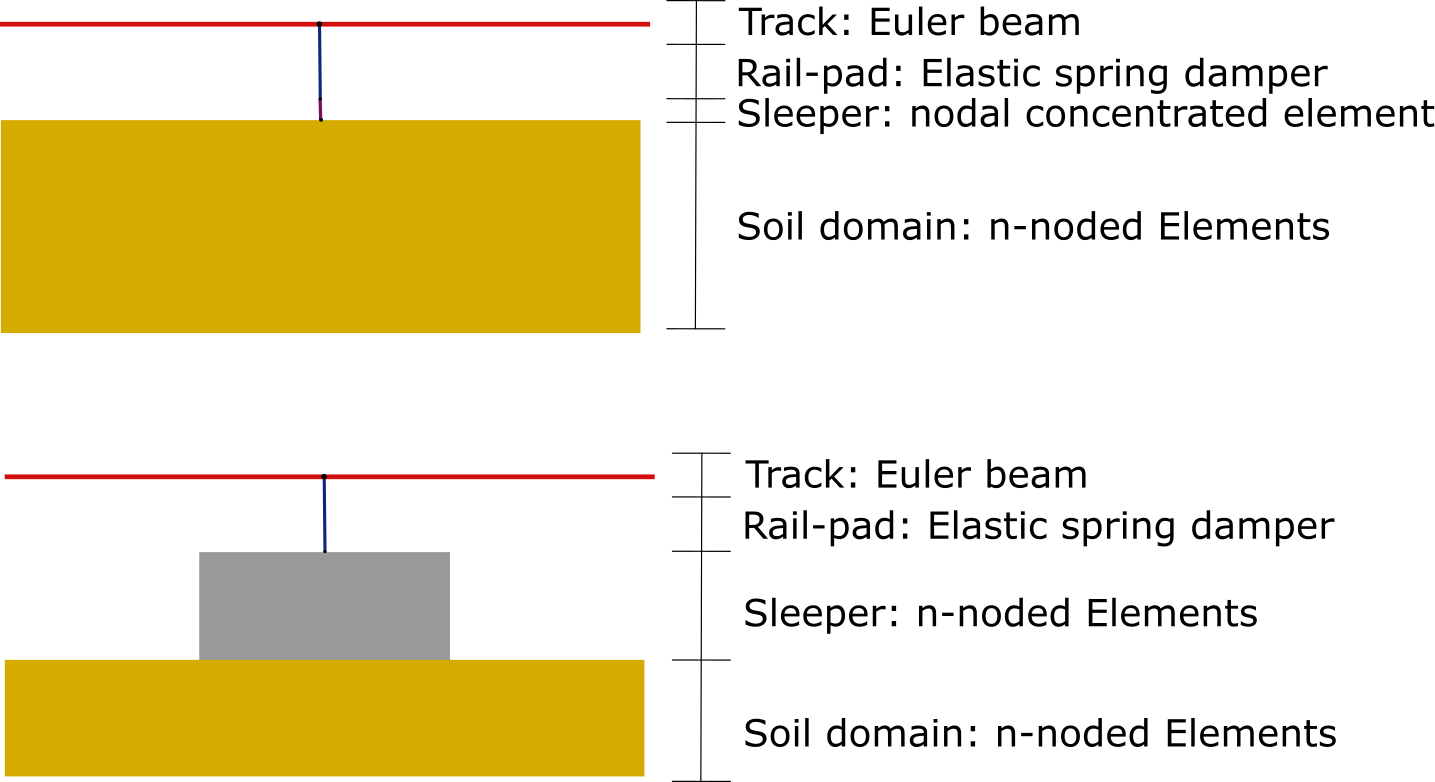 Track: Euler beam
Rail-pad: Elastic spring damper
Sleeper: nodal concentrated element
Soil domain: n-noded Elements
Track: Euler beam
Rail-pad: Elastic spring damper
Sleeper: n-noded Elements
Soil domain: n-noded Elements